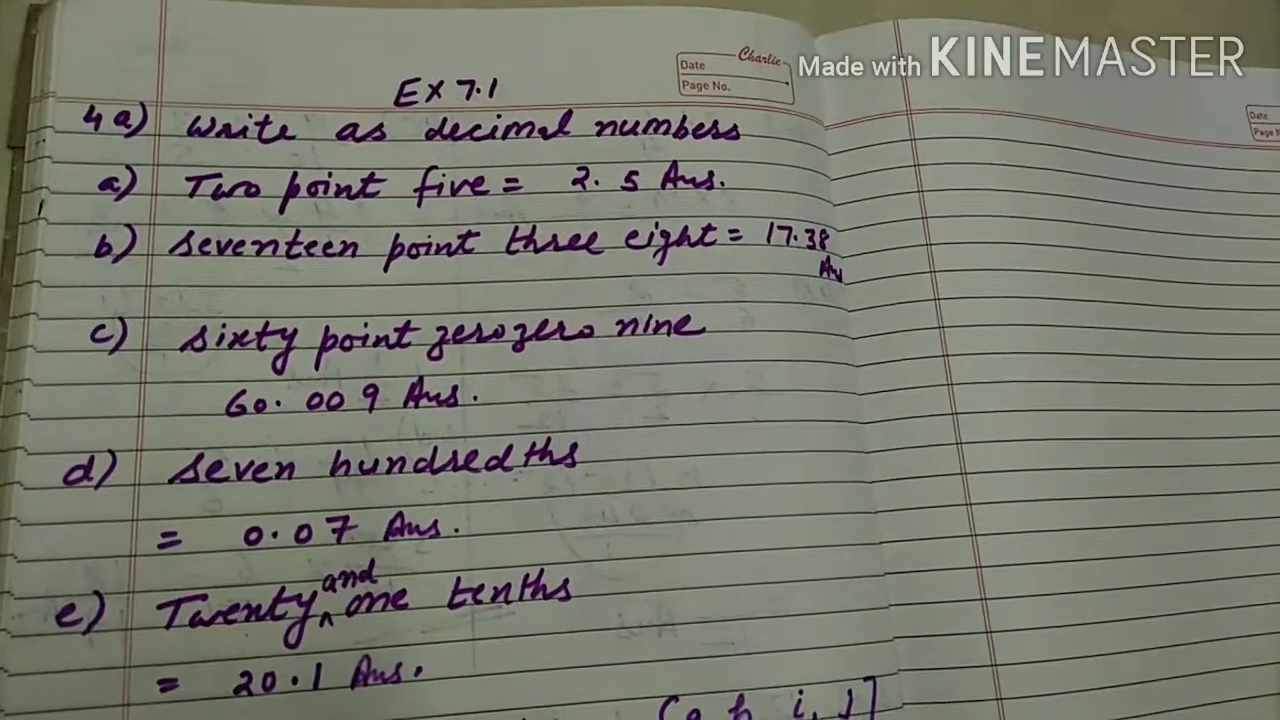 Made with KINEMASTER
Charlie
Date
Page No.
Date
Ex 7.1
4a) Write as decimal numbers
a) Two point five = 2.5 Ans.
b) Seventeen point three eight = 17.38
Ans
c) Sixty point zero zero nine
60.009 Ans.
d) Seven hundredths
= 0.07 Ans.
and
e) Twenty ^ one tenths
= 20.1 Ans.